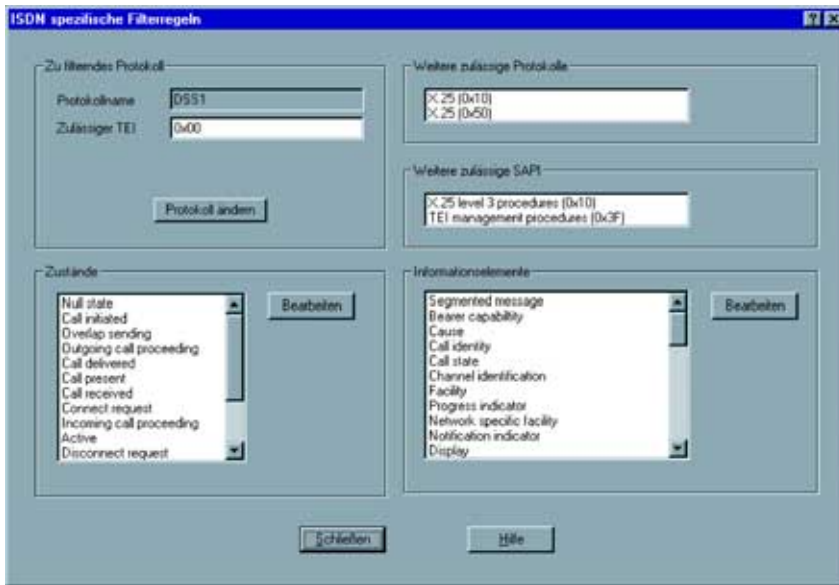 ISDN spezifische Filterregeln
Zu filterndes Protokoll
Protokollname DSS1
Zulässiger TEI 0x00
Protokoll ändern
Weitere zulässige Protokolle
X.25 (0x10)
X.25 (0x50)
Weitere zulässige SAPI
X.25 level 3 procedures (0x10)
TEI management procedures (0x3F)
Zustände
Null state
Call initiated
Overlap sending
Outgoing call proceeding
Call delivered
Call present
Call received
Connect request
Incoming call proceeding
Active
Disconnect request
Bearbeiten
Informationselemente
Segmented message
Bearer capability
Cause
Call identity
Call state
Channel identification
Facility
Progress indicator
Network specific facility
Notification indicator
Display
Bearbeiten
Schließen
Hilfe